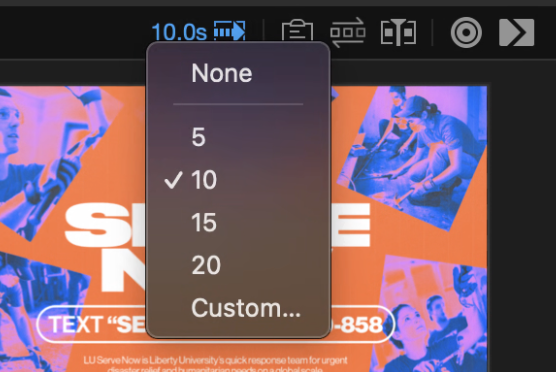 10.0s
None
5
10
15
20
Custom...
TEXT “SE -858
LU Serve Now is Liberty University's quick response team for urgent
disaster relief and humanitarian needs on a global scale